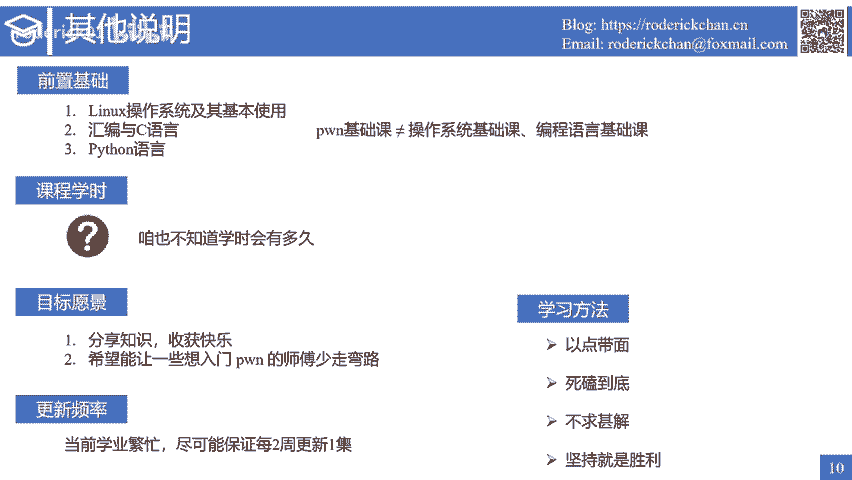 其他说明
Blog: https://roderickchan.cn
Email: roderickchan@foxmail.com
前置基础
1. Linux操作系统及其基本使用
2. 汇编与C语言
3. Python语言
pwn基础课 ≠ 操作系统基础课、编程语言基础课
课程学时
?
咱也不知道学时会有多久
目标愿景
1. 分享知识，收获快乐
2. 希望能让一些想入门 pwn 的师傅少走弯路
更新频率
当前学业繁忙，尽可能保证每2周更新1集
学习方法
➢ 以点带面
➢ 死磕到底
➢ 不求甚解
➢ 坚持就是胜利
10